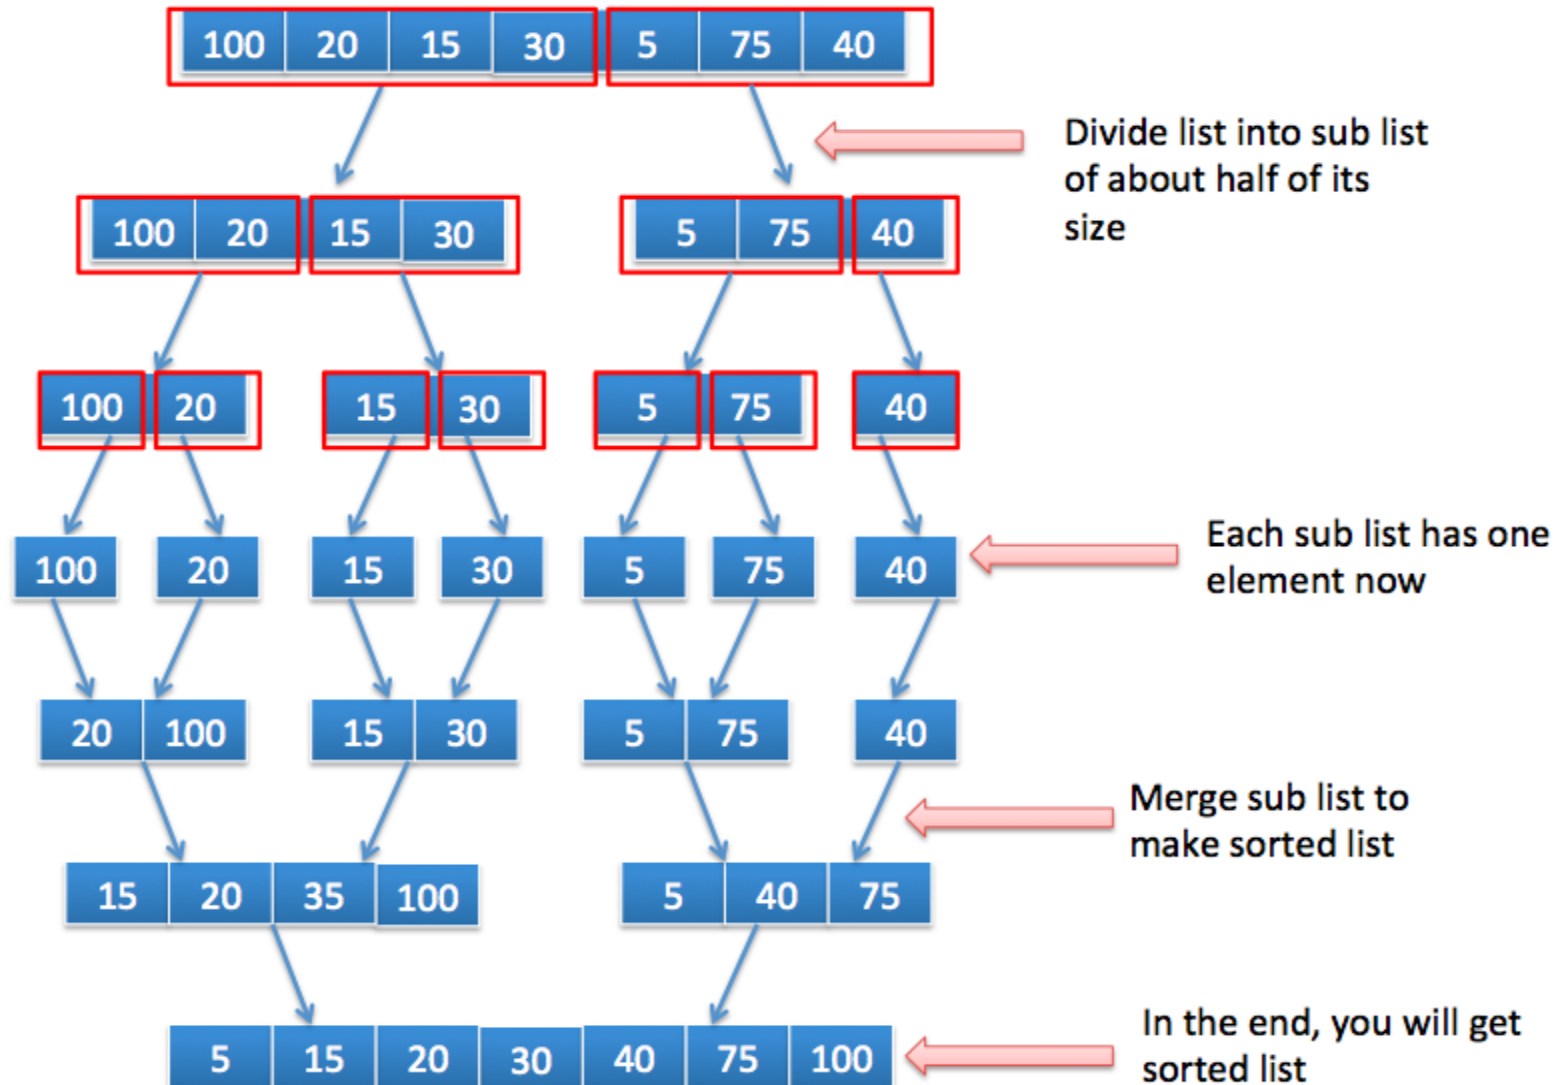 100 20 15 30 5 75 40
Divide list into sub list
of about half of its
size
100 20 15 30 5 75 40
100 20 15 30 5 75 40
100 20 15 30 5 75 40
Each sub list has one
element now
20 100 15 30 5 75 40
Merge sub list to
make sorted list
15 20 35 100 5 40 75
In the end, you will get
sorted list
5 15 20 30 40 75 100